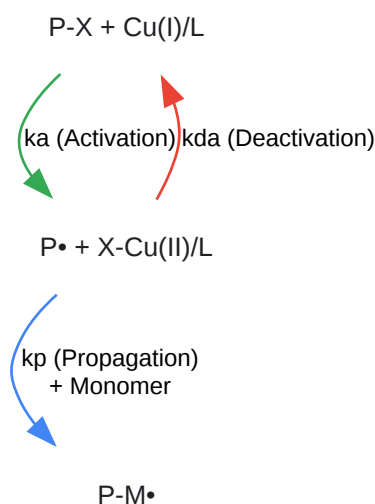 P-X + Cu(I)/L
ka (Activation) kda (Deactivation)
P• + X-Cu(II)/L
kp (Propagation)
+ Monomer
P-M•